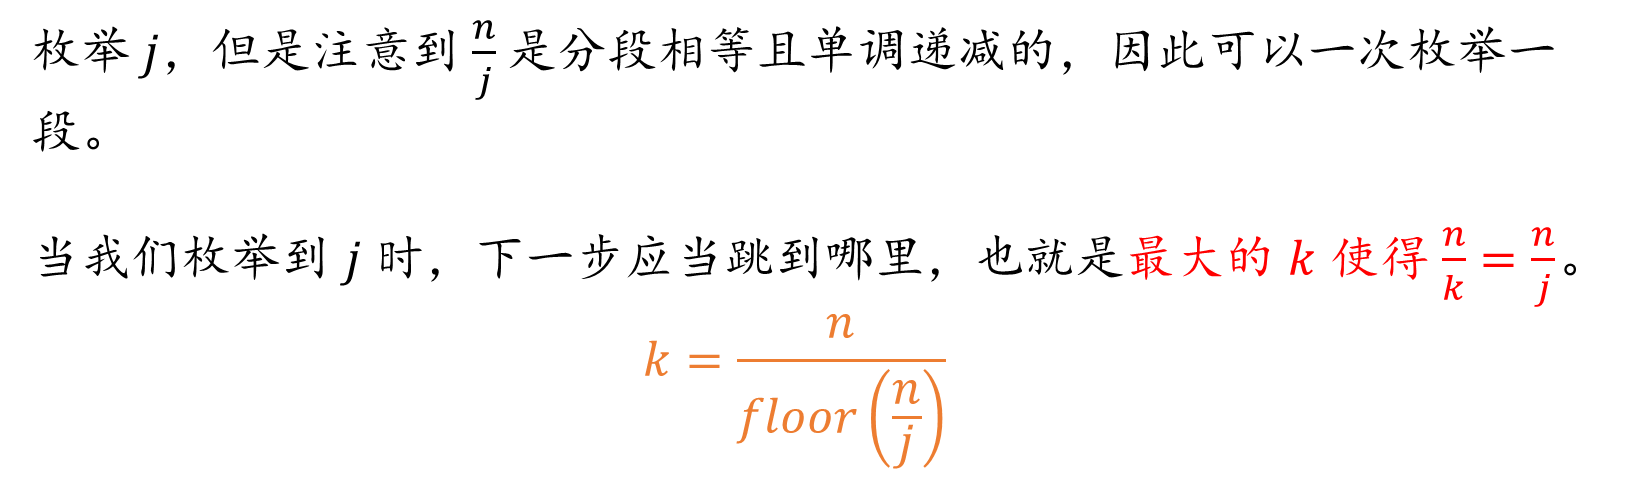 枚举 j，但是注意到 n/j 是分段相等且单调递减的，因此可以一次枚举一
段。
当我们枚举到 j 时，下一步应当跳到哪里，也就是最大的 k 使得 n/k = n/j。
k = n/floor(n/j)